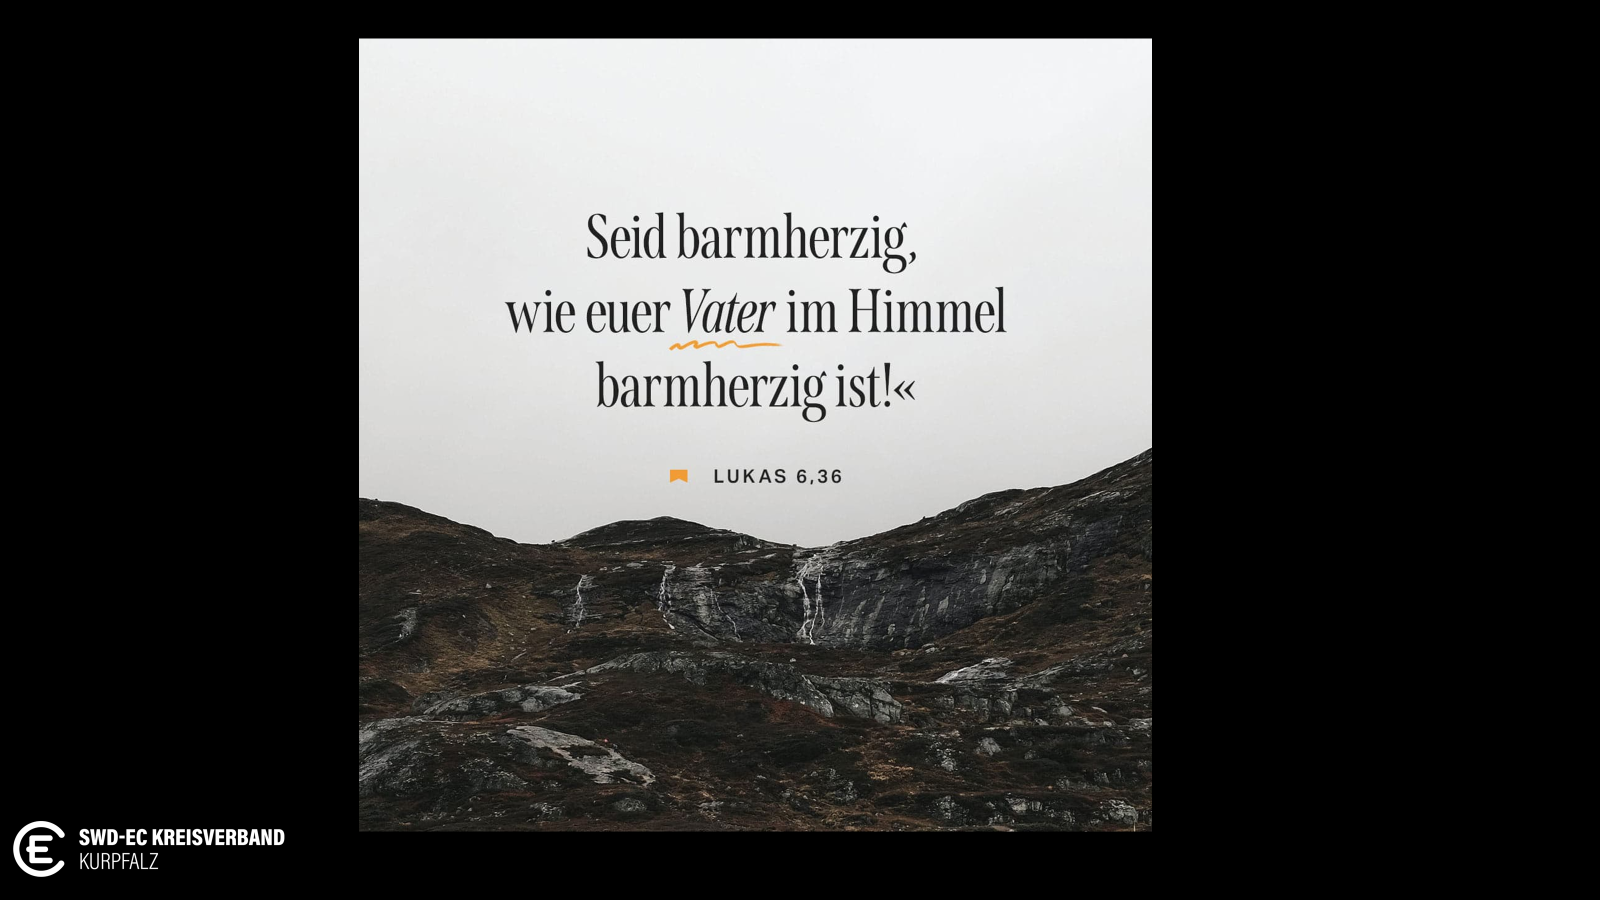 Seid barmherzig,
wie euer Vater im Himmel
barmherzig ist!«
LUKAS 6,36
SWD-EC KREISVERBAND
KURPFALZ